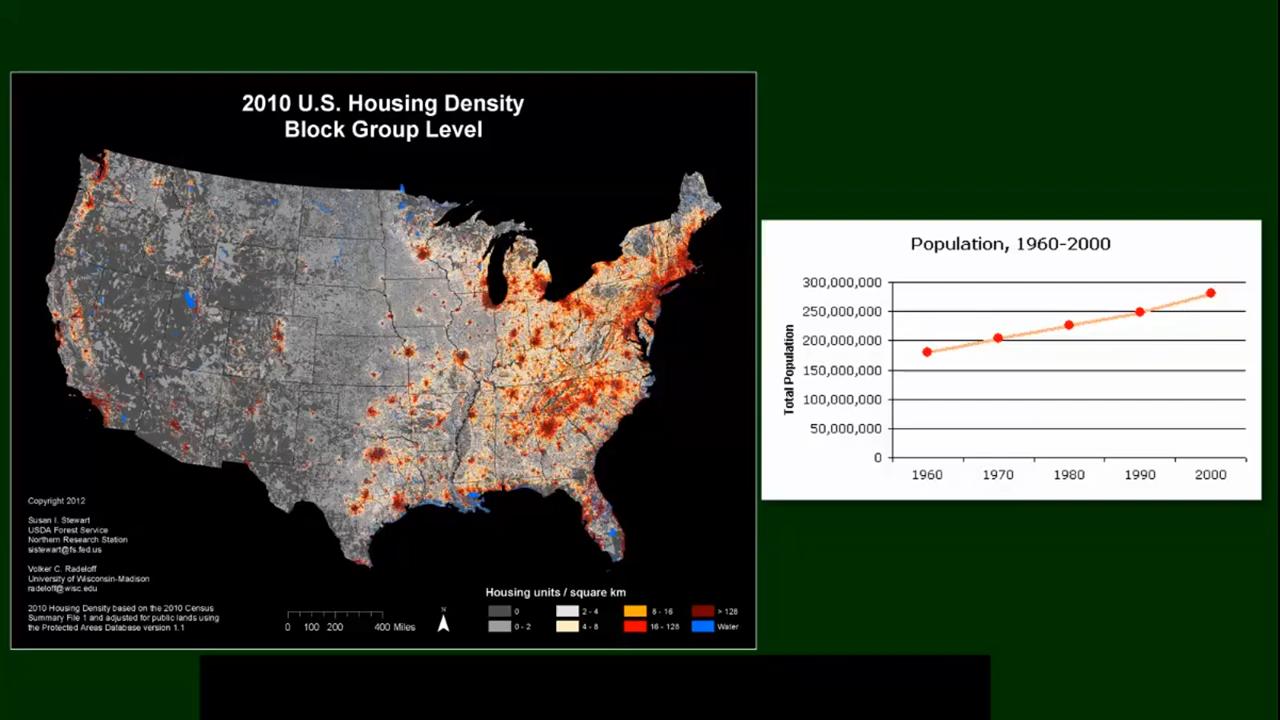 2010 U.S. Housing Density
Block Group Level
Copyright 2012
Susan I. Stewart
USDA Forest Service
Northern Research Station
sistewart@fs.fed.us
Volker C. Radeloff
University of Wisconsin-Madison
radeloff@wisc.edu
2010 Housing Density based on the 2010 Census
Summary File 1 and adjusted for public lands using
the Protected Areas Database version 1.1
0 100 200 400 Miles
N
Housing units / square km
0 2 - 4 8 - 16 > 128
0 - 2 4 - 8 16 - 128 Water
Population, 1960-2000
Total Population
300,000,000
250,000,000
200,000,000
150,000,000
100,000,000
50,000,000
0
1960 1970 1980 1990 2000